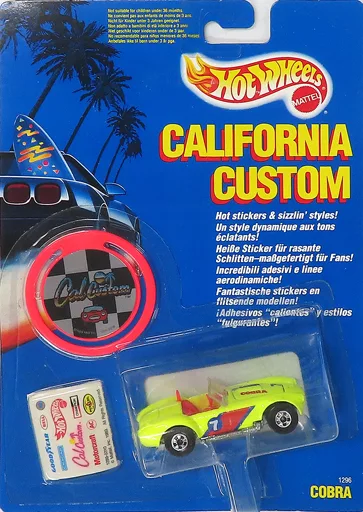 Not suitable for children under 36 months.
Ne convient pas aux enfants de moins de 3 ans
Nicht für Kinder unter 3 Jahren geeignet
Non adatto a bambini di età inferiore a 3 anni
Niet geschikt voor kinderen onder de 3 jaar.
No recomendable para niños menores de 36 meses
HOT WHEELS
MATTEL
CALIFORNIA
CUSTOM
Hot stickers & sizzlin' styles!
Un style dynamique aux tons
éclatants!
Heiße Sticker für rasante
Schlitten–maßgefertigt für Fans!
Incredibili adesivi e linee
aerodinamiche!
Fantastische stickers en
flitsende modellen!
¡Adhesivos "calientes" y estilos
"fulgurantes"!
Cal Custom
GOODYEAR
Hot Wheels
Cal Custom
Motorcraft
COBRA
7
1296
COBRA